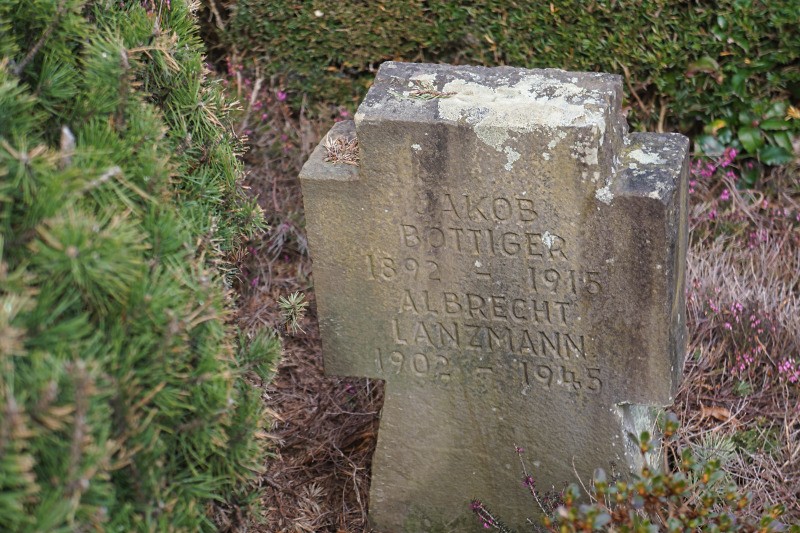 JAKOB
BÖTTIGER
1892 – 1915
ALBRECHT
LANZMANN
1902 – 1945